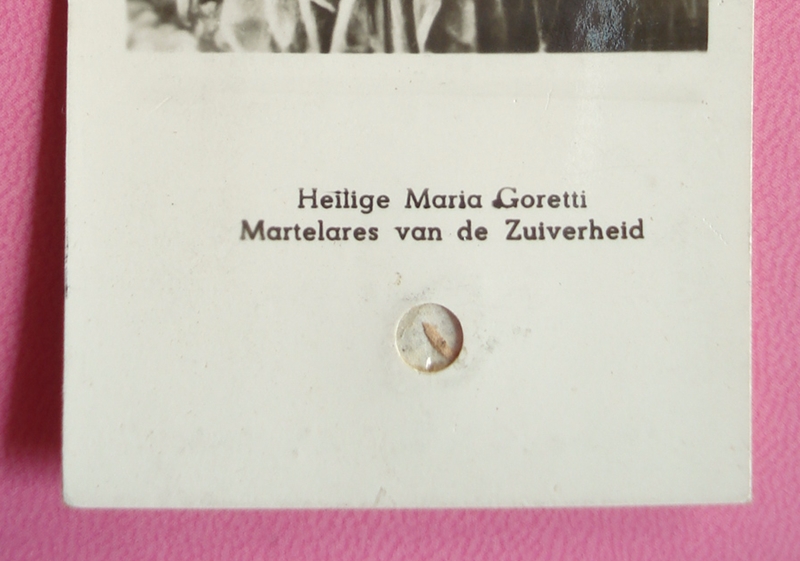 Heilige Maria Goretti
Martelares van de Zuiverheid